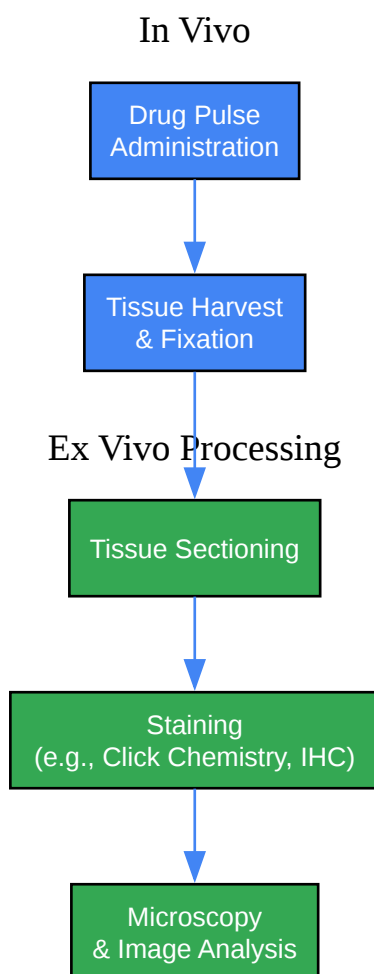 In Vivo
Drug Pulse
Administration
Tissue Harvest
& Fixation
Ex Vivo Processing
Tissue Sectioning
Staining
(e.g., Click Chemistry, IHC)
Microscopy
& Image Analysis